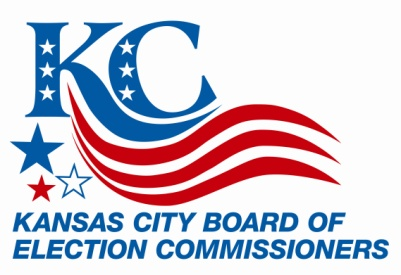 KC
KANSAS CITY BOARD OF
ELECTION COMMISSIONERS